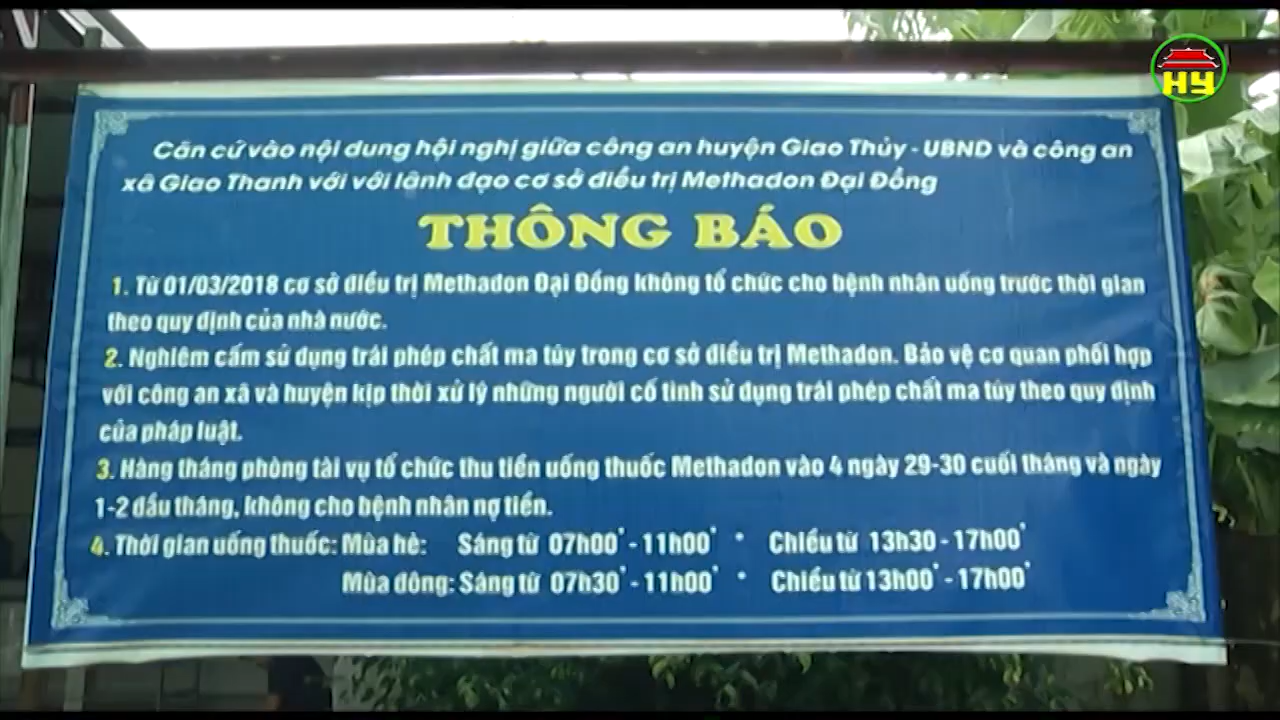 HY
Căn cứ vào nội dung hội nghị giữa công an huyện Giao Thủy - UBND và công an
xã Giao Thanh với với lãnh đạo cơ sở điều trị Methadon Đại Đồng
THÔNG BÁO
1. Từ 01/03/2018 cơ sở điều trị Methadon Đại Đồng không tổ chức cho bệnh nhân uống trước thời gian
theo quy định của nhà nước.
2. Nghiêm cấm sử dụng trái phép chất ma túy trong cơ sở điều trị Methadon. Bảo vệ cơ quan phối hợp
với công an xã và huyện kịp thời xử lý những người cố tình sử dụng trái phép chất ma túy theo quy định
của pháp luật.
3. Hàng tháng phòng tài vụ tổ chức thu tiền uống thuốc Methadon vào 4 ngày 29-30 cuối tháng và ngày
1-2 đầu tháng, không cho bệnh nhân nợ tiền.
4. Thời gian uống thuốc: Mùa hè: Sáng từ 07h00' - 11h00' * Chiều từ 13h30 - 17h00'
Mùa đông: Sáng từ 07h30' - 11h00' * Chiều từ 13h00' - 17h00'